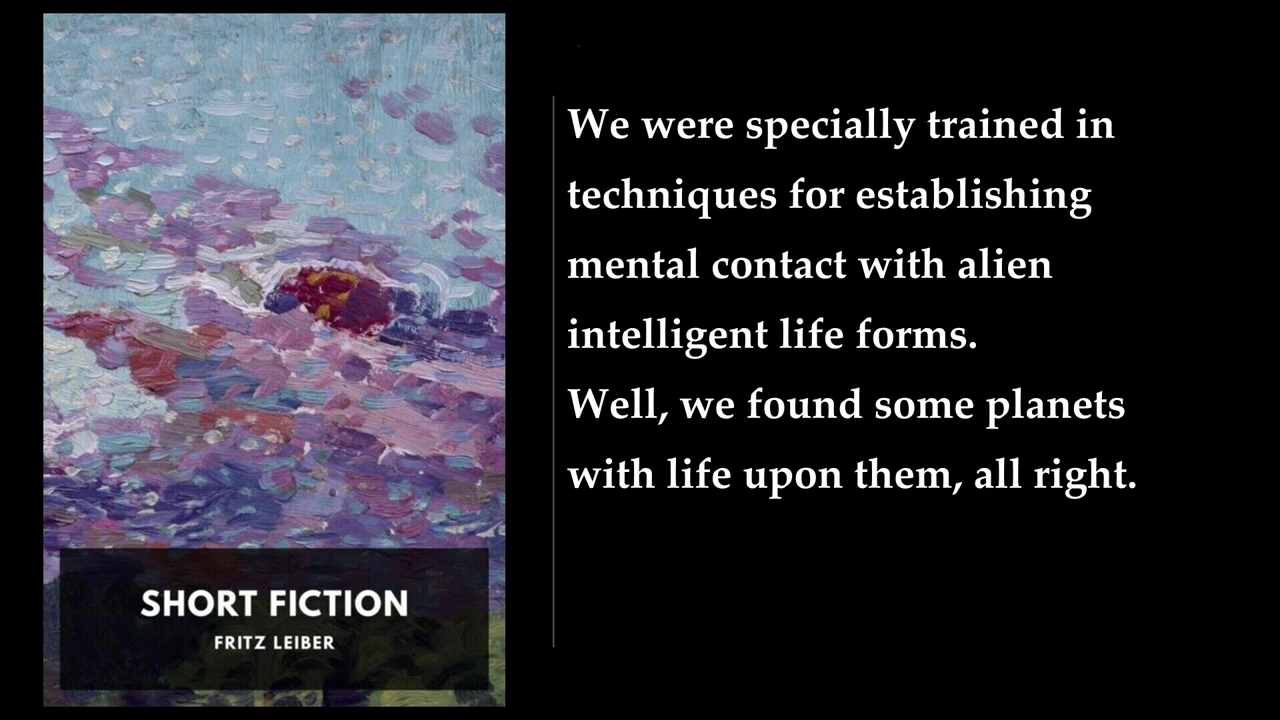 SHORT FICTION
FRITZ LEIBER
We were specially trained in
techniques for establishing
mental contact with alien
intelligent life forms.
Well, we found some planets
with life upon them, all right.